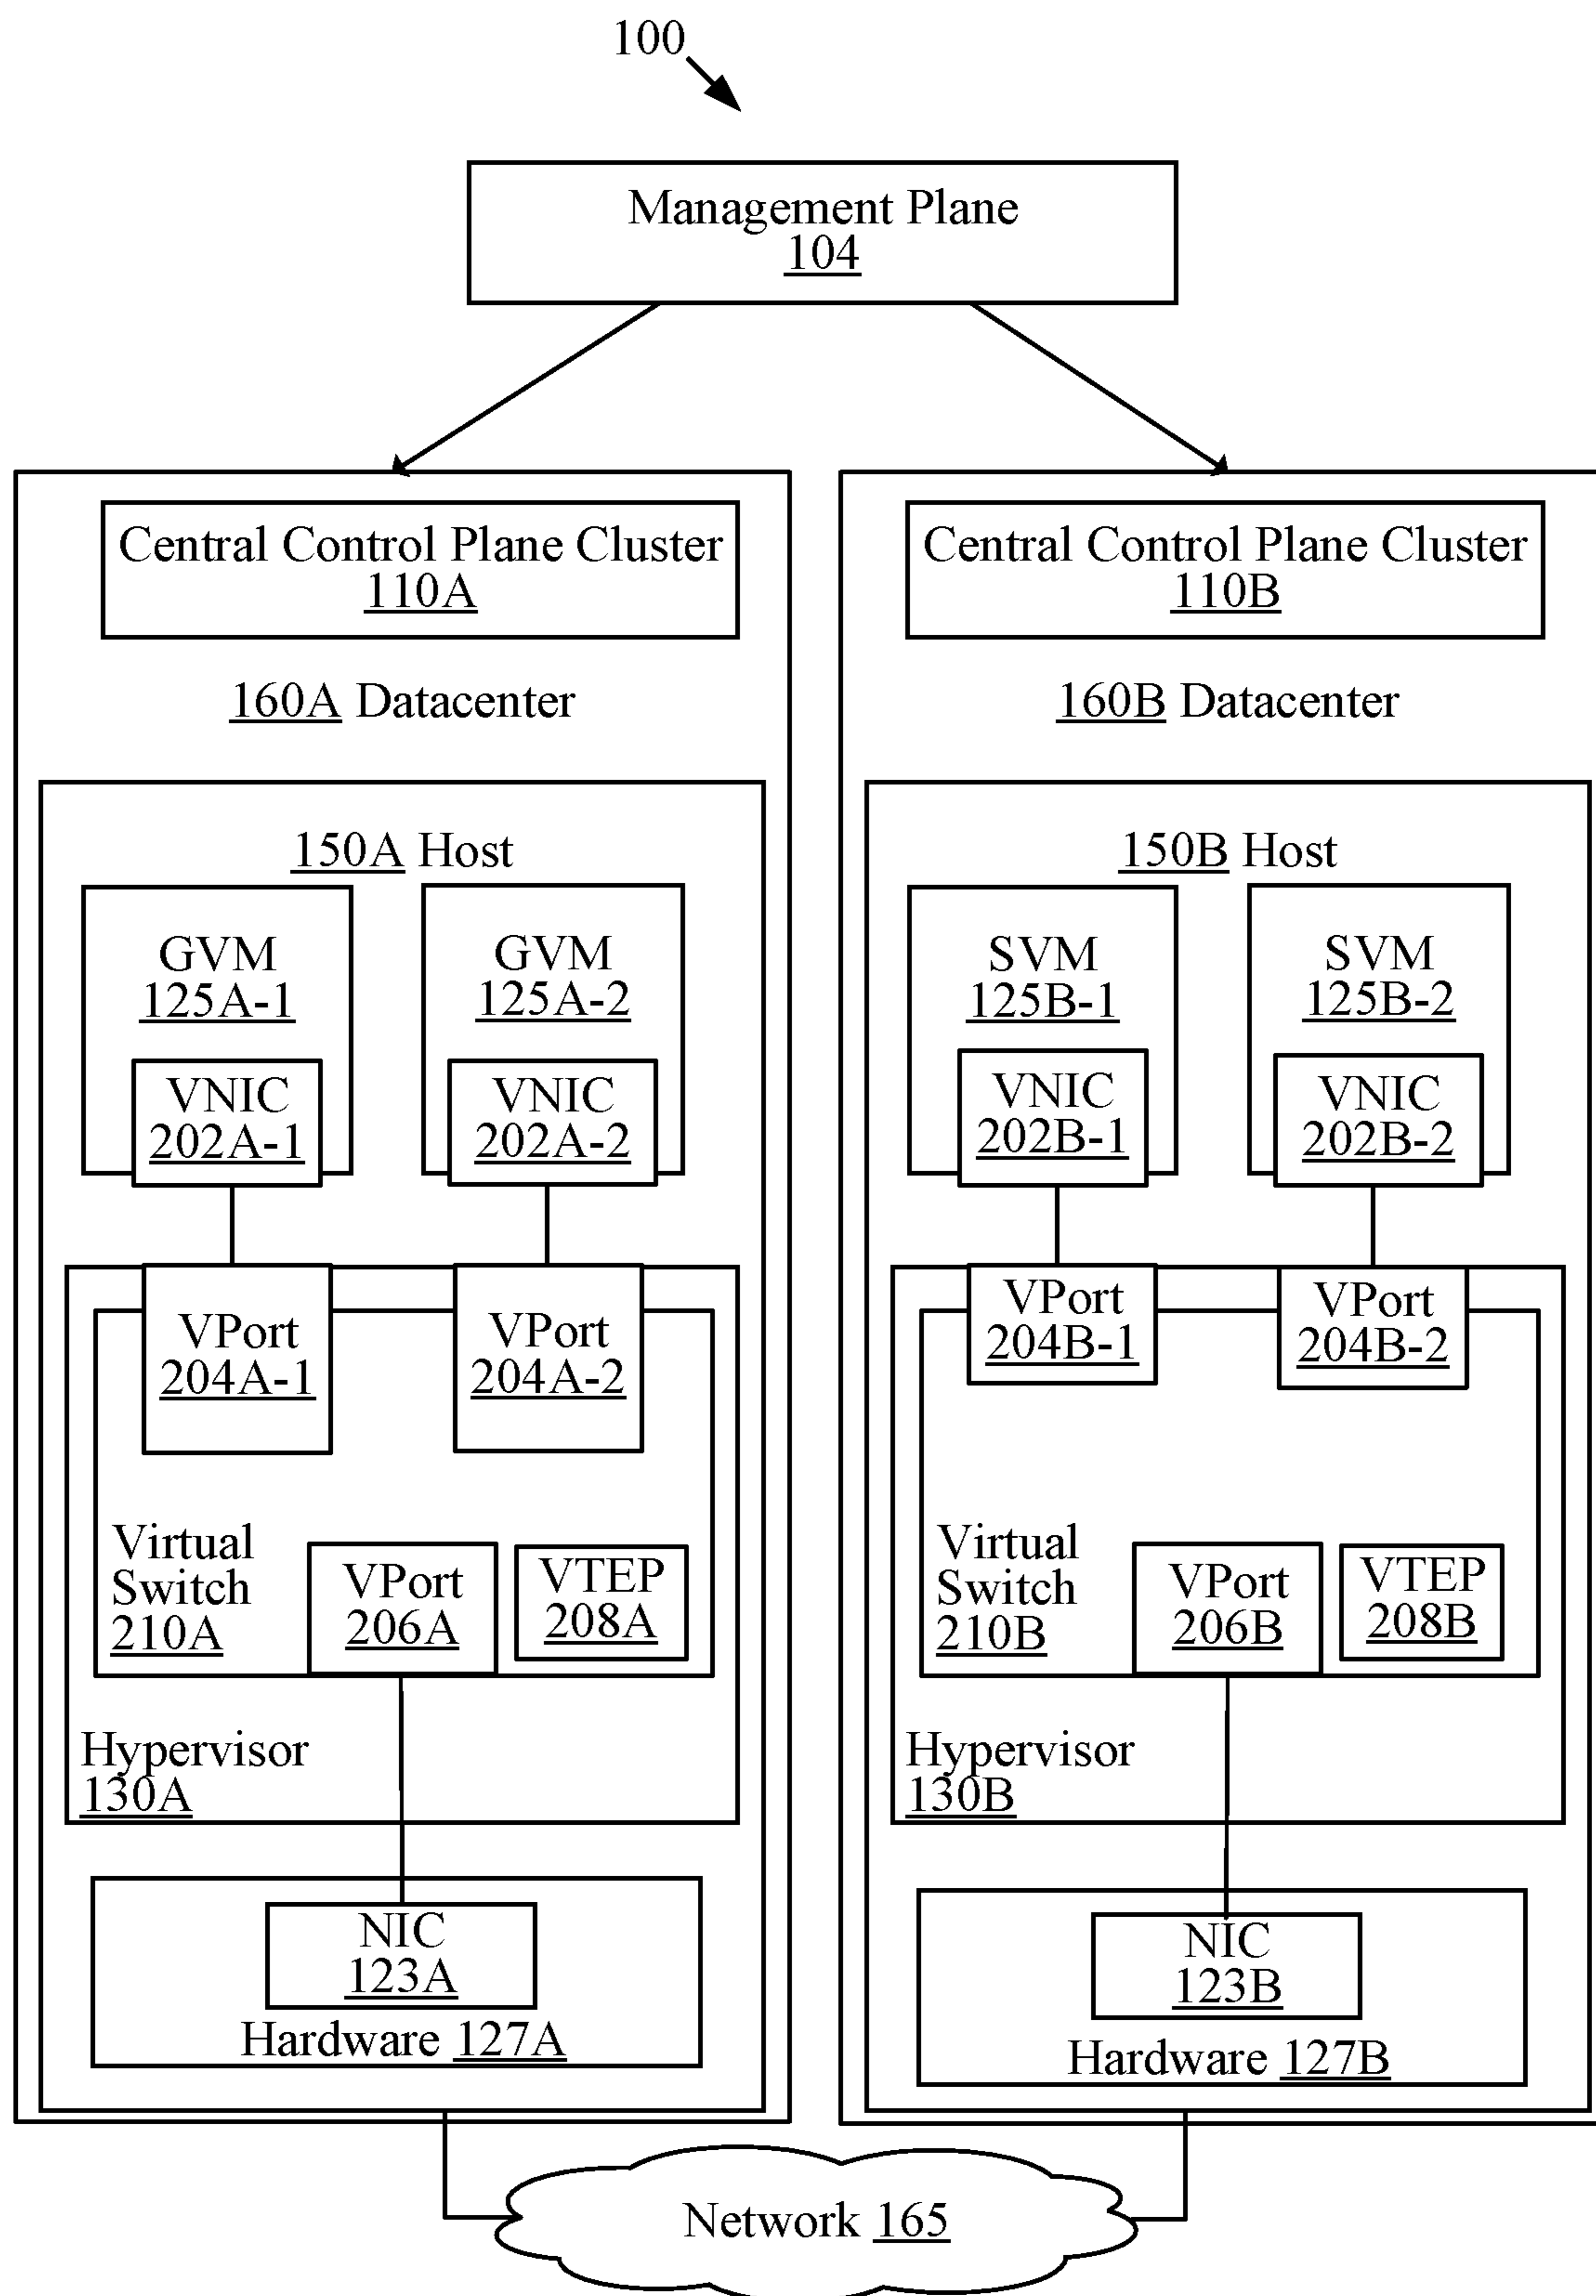 100
Management Plane
104
Central Control Plane Cluster
110A
160A Datacenter
150A Host
GVM
125A-1
VNIC
202A-1
GVM
125A-2
VNIC
202A-2
VPort
204A-1
VPort
204A-2
Virtual
Switch
210A
VPort
206A
VTEP
208A
Hypervisor
130A
NIC
123A
Hardware 127A
Central Control Plane Cluster
110B
160B Datacenter
150B Host
SVM
125B-1
VNIC
202B-1
SVM
125B-2
VNIC
202B-2
VPort
204B-1
VPort
204B-2
Virtual
Switch
210B
VPort
206B
VTEP
208B
Hypervisor
130B
NIC
123B
Hardware 127B
Network 165